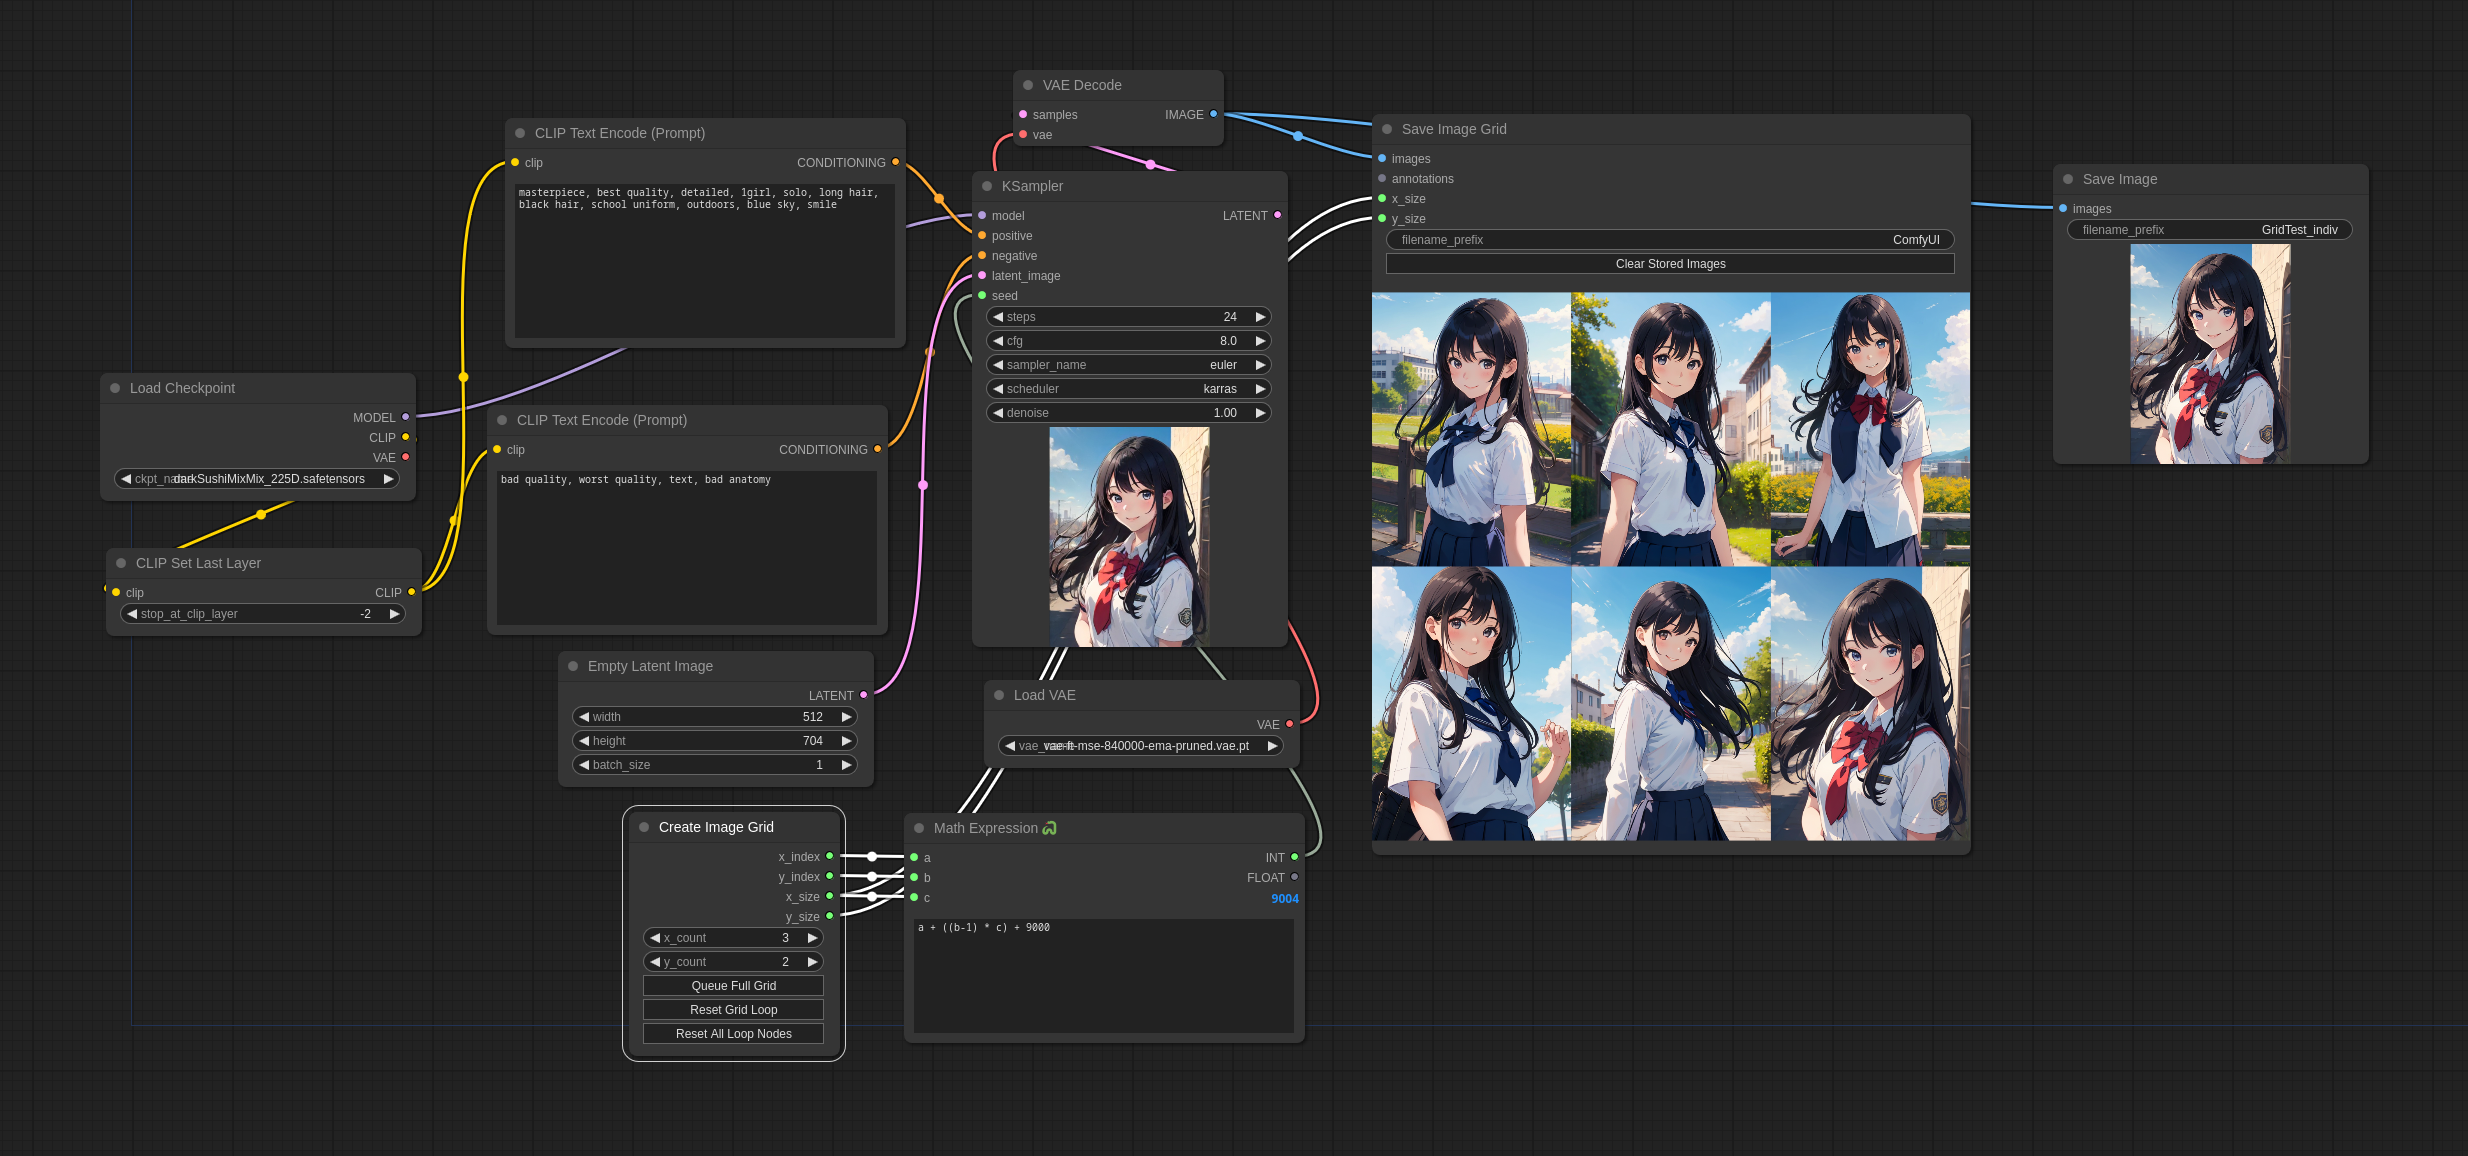 Load Checkpoint
MODEL
CLIP
VAE
ckpt_name darkSushiMixMix_225D.safetensors
CLIP Set Last Layer
clip CLIP
stop_at_clip_layer -2
CLIP Text Encode (Prompt)
clip CONDITIONING
masterpiece, best quality, detailed, 1girl, solo, long hair,
black hair, school uniform, outdoors, blue sky, smile
CLIP Text Encode (Prompt)
clip CONDITIONING
bad quality, worst quality, text, bad anatomy
Empty Latent Image
LATENT
width 512
height 704
batch_size 1
Create Image Grid
x_index
y_index
x_size
y_size
x_count 3
y_count 2
Queue Full Grid
Reset Grid Loop
Reset All Loop Nodes
VAE Decode
samples IMAGE
vae
KSampler
model LATENT
positive
negative
latent_image
seed
steps 24
cfg 8.0
sampler_name euler
scheduler karras
denoise 1.00
Load VAE
VAE
vae_name vae-ft-mse-840000-ema-pruned.vae.pt
Math Expression
a INT
b FLOAT
c 9004
a + ((b-1) * c) + 9000
Save Image Grid
images
annotations
x_size
y_size
filename_prefix ComfyUI
Clear Stored Images
Save Image
images
filename_prefix GridTest_indiv